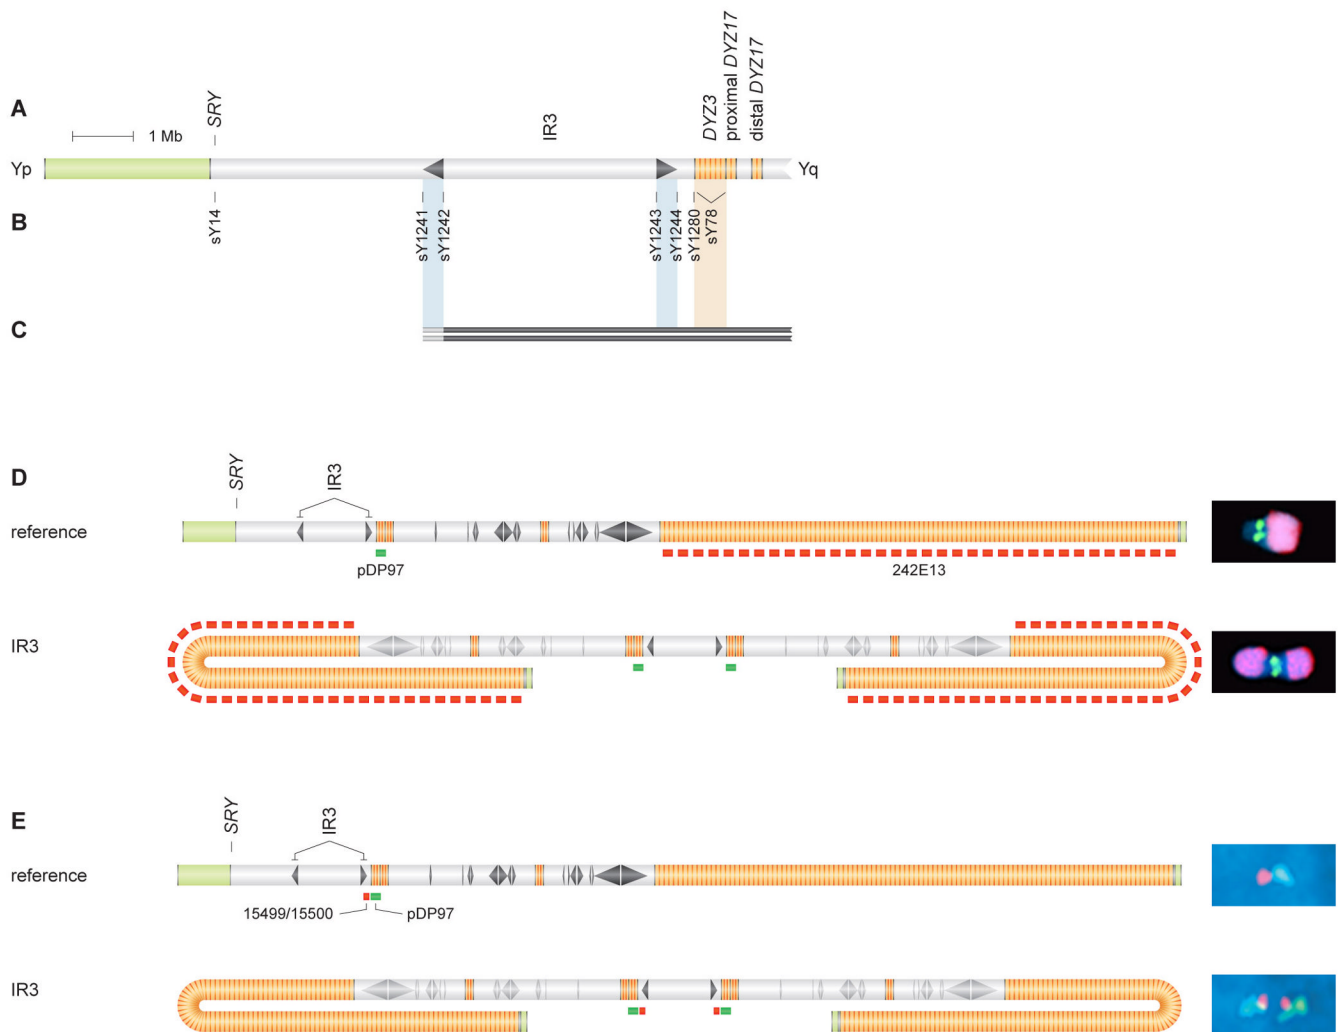 A
SRY
IR3
DYZ3
proximal DYZ17
distal DYZ17
1 Mb
Yp
Yq
B
sY14
sY1241
sY1242
sY1243
sY1244
sY1280
sY78
C
D
SRY
IR3
reference
pDP97
242E13
IR3
E
SRY
IR3
reference
15499/15500
pDP97
IR3